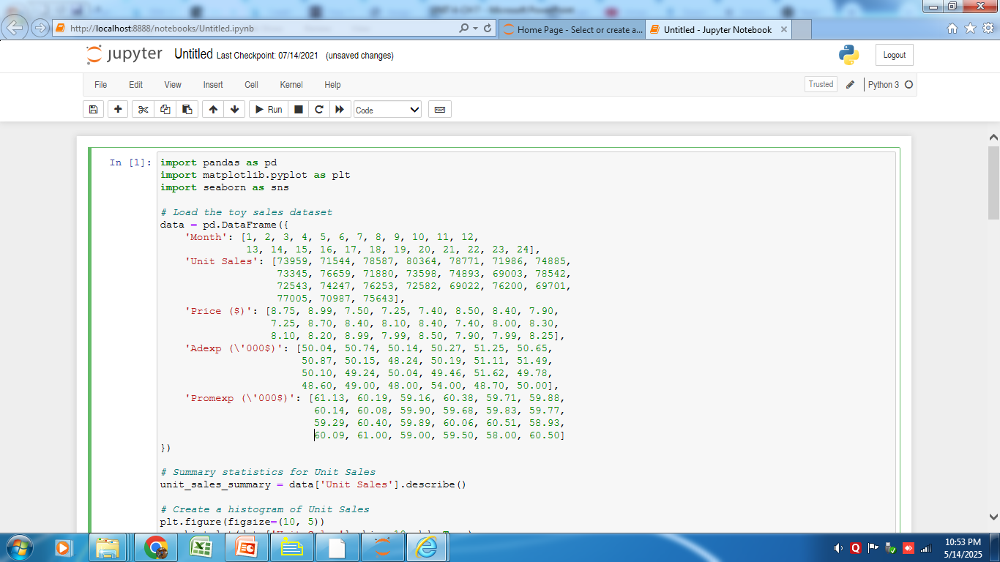 http://localhost:8888/notebooks/Untitled.ipynb
Home Page - Select or create a...
Untitled - Jupyter Notebook
jupyter Untitled Last Checkpoint: 07/14/2021 (unsaved changes)
Logout
File Edit View Insert Cell Kernel Help
Trusted
Python 3
Run
Code
In [1]:
import pandas as pd
import matplotlib.pyplot as plt
import seaborn as sns
# Load the toy sales dataset
data = pd.DataFrame({
'Month': [1, 2, 3, 4, 5, 6, 7, 8, 9, 10, 11, 12,
13, 14, 15, 16, 17, 18, 19, 20, 21, 22, 23, 24],
'Unit Sales': [73959, 71544, 78587, 80364, 78771, 71986, 74885,
73345, 76659, 71880, 73598, 74893, 69003, 78542,
72543, 74247, 76253, 72582, 69022, 76200, 69701,
77005, 70987, 75643],
'Price ($)': [8.75, 8.99, 7.50, 7.25, 7.40, 8.50, 8.40, 7.90,
7.25, 8.70, 8.40, 8.10, 8.40, 7.40, 8.00, 8.30,
8.10, 8.20, 8.99, 7.99, 8.50, 7.90, 7.99, 8.25],
'Adexp (\'000$)': [50.04, 50.74, 50.14, 50.27, 51.25, 50.65,
50.87, 50.15, 48.24, 50.19, 51.11, 51.49,
50.10, 49.24, 50.04, 49.46, 51.62, 49.78,
48.60, 49.00, 48.00, 54.00, 48.70, 50.00],
'Promexp (\'000$)': [61.13, 60.19, 59.16, 60.38, 59.71, 59.88,
60.14, 60.08, 59.90, 59.68, 59.83, 59.77,
59.29, 60.40, 59.89, 60.06, 60.51, 58.93,
60.09, 61.00, 59.00, 59.50, 58.00, 60.50]
})
# Summary statistics for Unit Sales
unit_sales_summary = data['Unit Sales'].describe()
# Create a histogram of Unit Sales
plt.figure(figsize=(10, 5))
10:53 PM
5/14/2025